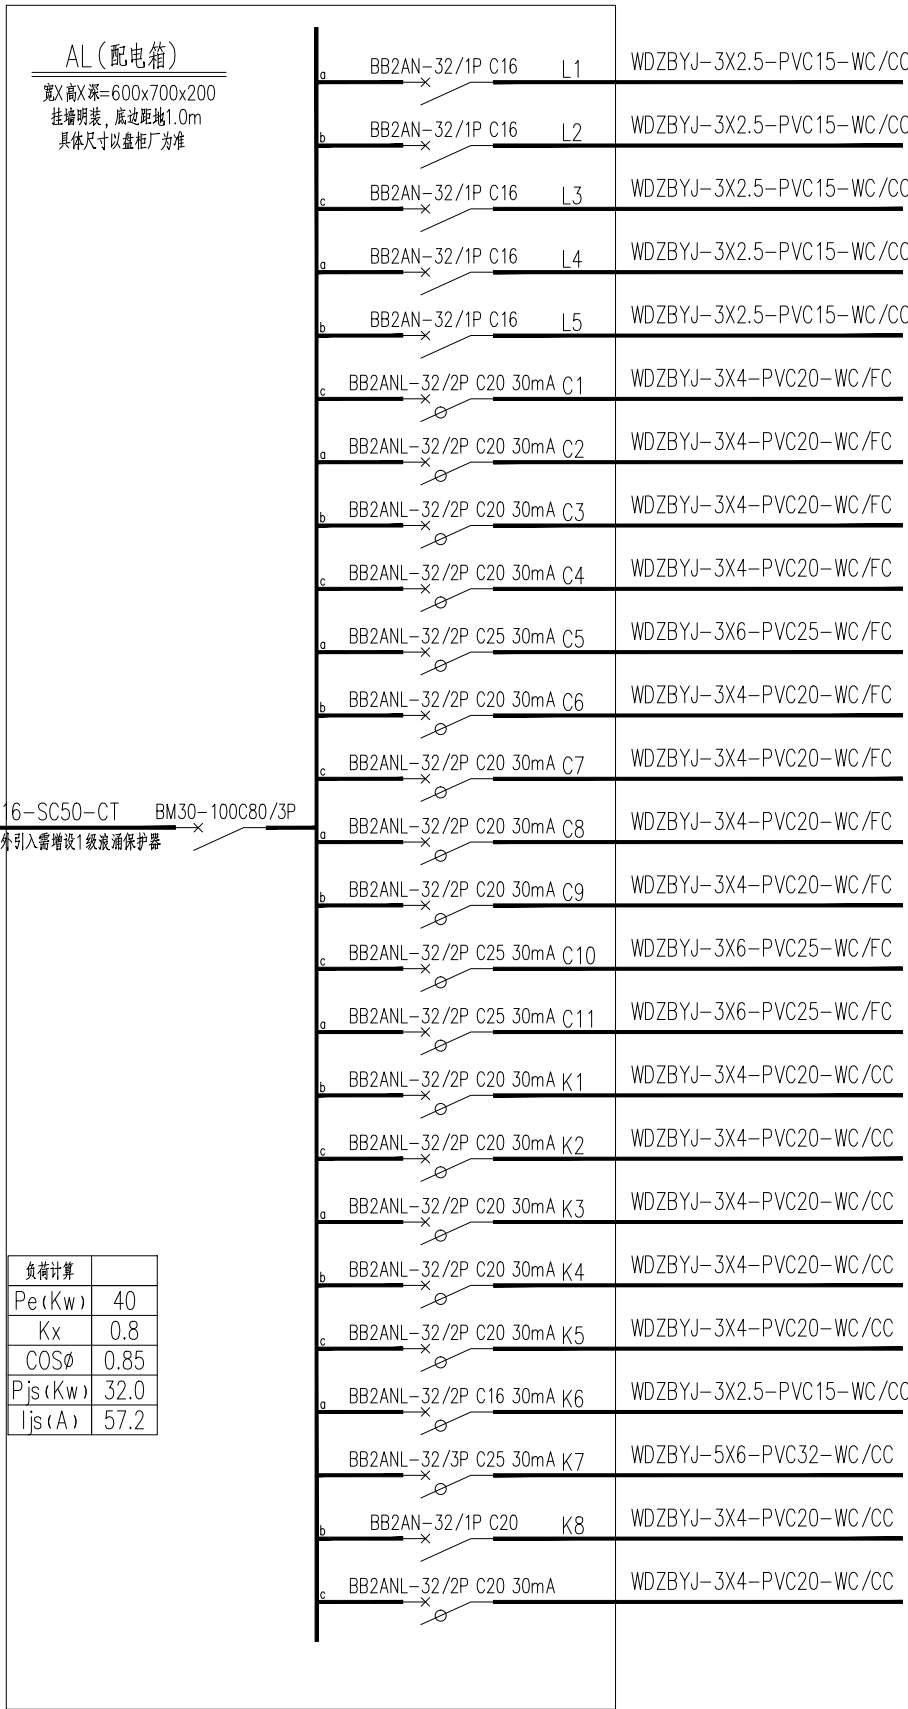 AL(配电箱)
宽X高X深=600x700x200
挂墙明装,底边距地1.0m
具体尺寸以盘柜厂为准
a BB2AN-32/1P C16 L1 WDZBYJ-3X2.5-PVC15-WC/CC
b BB2AN-32/1P C16 L2 WDZBYJ-3X2.5-PVC15-WC/CC
c BB2AN-32/1P C16 L3 WDZBYJ-3X2.5-PVC15-WC/CC
a BB2AN-32/1P C16 L4 WDZBYJ-3X2.5-PVC15-WC/CC
b BB2AN-32/1P C16 L5 WDZBYJ-3X2.5-PVC15-WC/CC
c BB2ANL-32/2P C20 30mA C1 WDZBYJ-3X4-PVC20-WC/FC
a BB2ANL-32/2P C20 30mA C2 WDZBYJ-3X4-PVC20-WC/FC
b BB2ANL-32/2P C20 30mA C3 WDZBYJ-3X4-PVC20-WC/FC
c BB2ANL-32/2P C20 30mA C4 WDZBYJ-3X4-PVC20-WC/FC
a BB2ANL-32/2P C25 30mA C5 WDZBYJ-3X6-PVC25-WC/FC
b BB2ANL-32/2P C20 30mA C6 WDZBYJ-3X4-PVC20-WC/FC
c BB2ANL-32/2P C20 30mA C7 WDZBYJ-3X4-PVC20-WC/FC
16-SC50-CT BM30-100C80/3P
外引入需增设1级浪涌保护器
a BB2ANL-32/2P C20 30mA C8 WDZBYJ-3X4-PVC20-WC/FC
b BB2ANL-32/2P C20 30mA C9 WDZBYJ-3X4-PVC20-WC/FC
c BB2ANL-32/2P C25 30mA C10 WDZBYJ-3X6-PVC25-WC/FC
a BB2ANL-32/2P C25 30mA C11 WDZBYJ-3X6-PVC25-WC/FC
b BB2ANL-32/2P C20 30mA K1 WDZBYJ-3X4-PVC20-WC/CC
c BB2ANL-32/2P C20 30mA K2 WDZBYJ-3X4-PVC20-WC/CC
a BB2ANL-32/2P C20 30mA K3 WDZBYJ-3X4-PVC20-WC/CC
b BB2ANL-32/2P C20 30mA K4 WDZBYJ-3X4-PVC20-WC/CC
c BB2ANL-32/2P C20 30mA K5 WDZBYJ-3X4-PVC20-WC/CC
a BB2ANL-32/2P C16 30mA K6 WDZBYJ-3X2.5-PVC15-WC/CC
BB2ANL-32/3P C25 30mA K7 WDZBYJ-5X6-PVC32-WC/CC
b BB2AN-32/1P C20 K8 WDZBYJ-3X4-PVC20-WC/CC
c BB2ANL-32/2P C20 30mA WDZBYJ-3X4-PVC20-WC/CC
负荷计算
Pe(Kw) 40
Kx 0.8
COSø 0.85
Pjs(Kw) 32.0
Ijs(A) 57.2